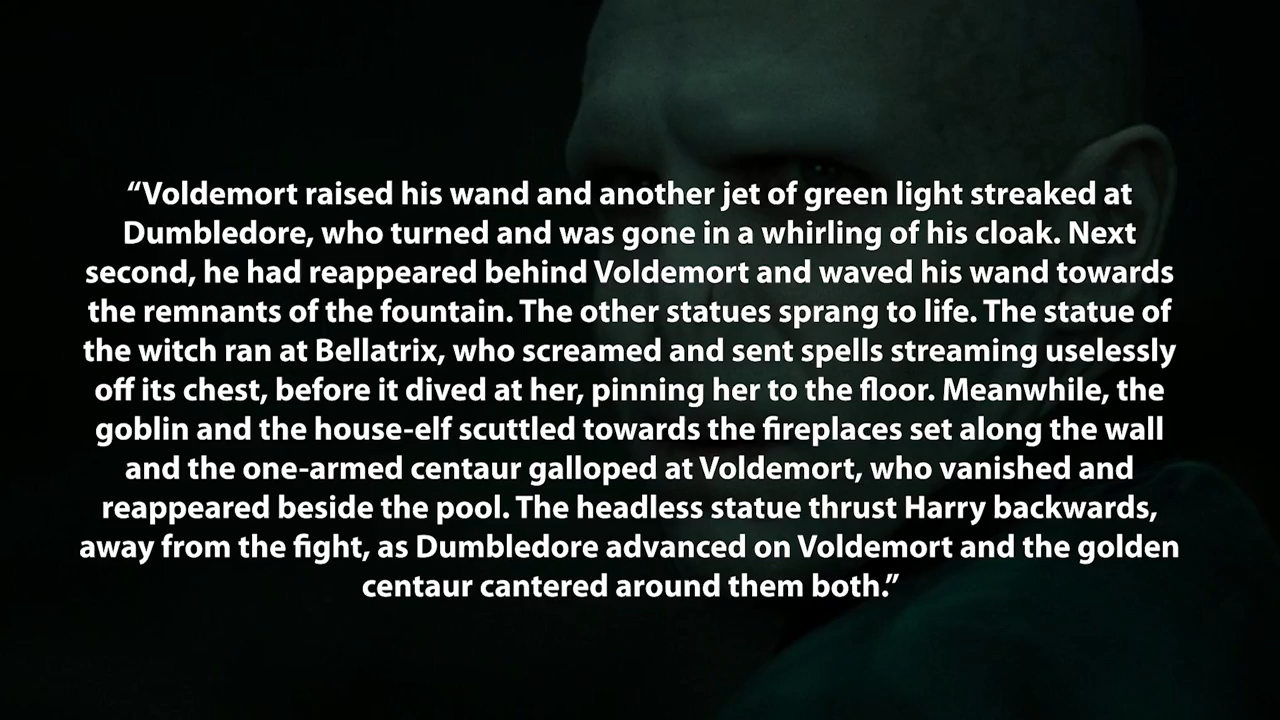 “Voldemort raised his wand and another jet of green light streaked at
Dumbledore, who turned and was gone in a whirling of his cloak. Next
second, he had reappeared behind Voldemort and waved his wand towards
the remnants of the fountain. The other statues sprang to life. The statue of
the witch ran at Bellatrix, who screamed and sent spells streaming uselessly
off its chest, before it dived at her, pinning her to the floor. Meanwhile, the
goblin and the house-elf scuttled towards the fireplaces set along the wall
and the one-armed centaur galloped at Voldemort, who vanished and
reappeared beside the pool. The headless statue thrust Harry backwards,
away from the fight, as Dumbledore advanced on Voldemort and the golden
centaur cantered around them both.”